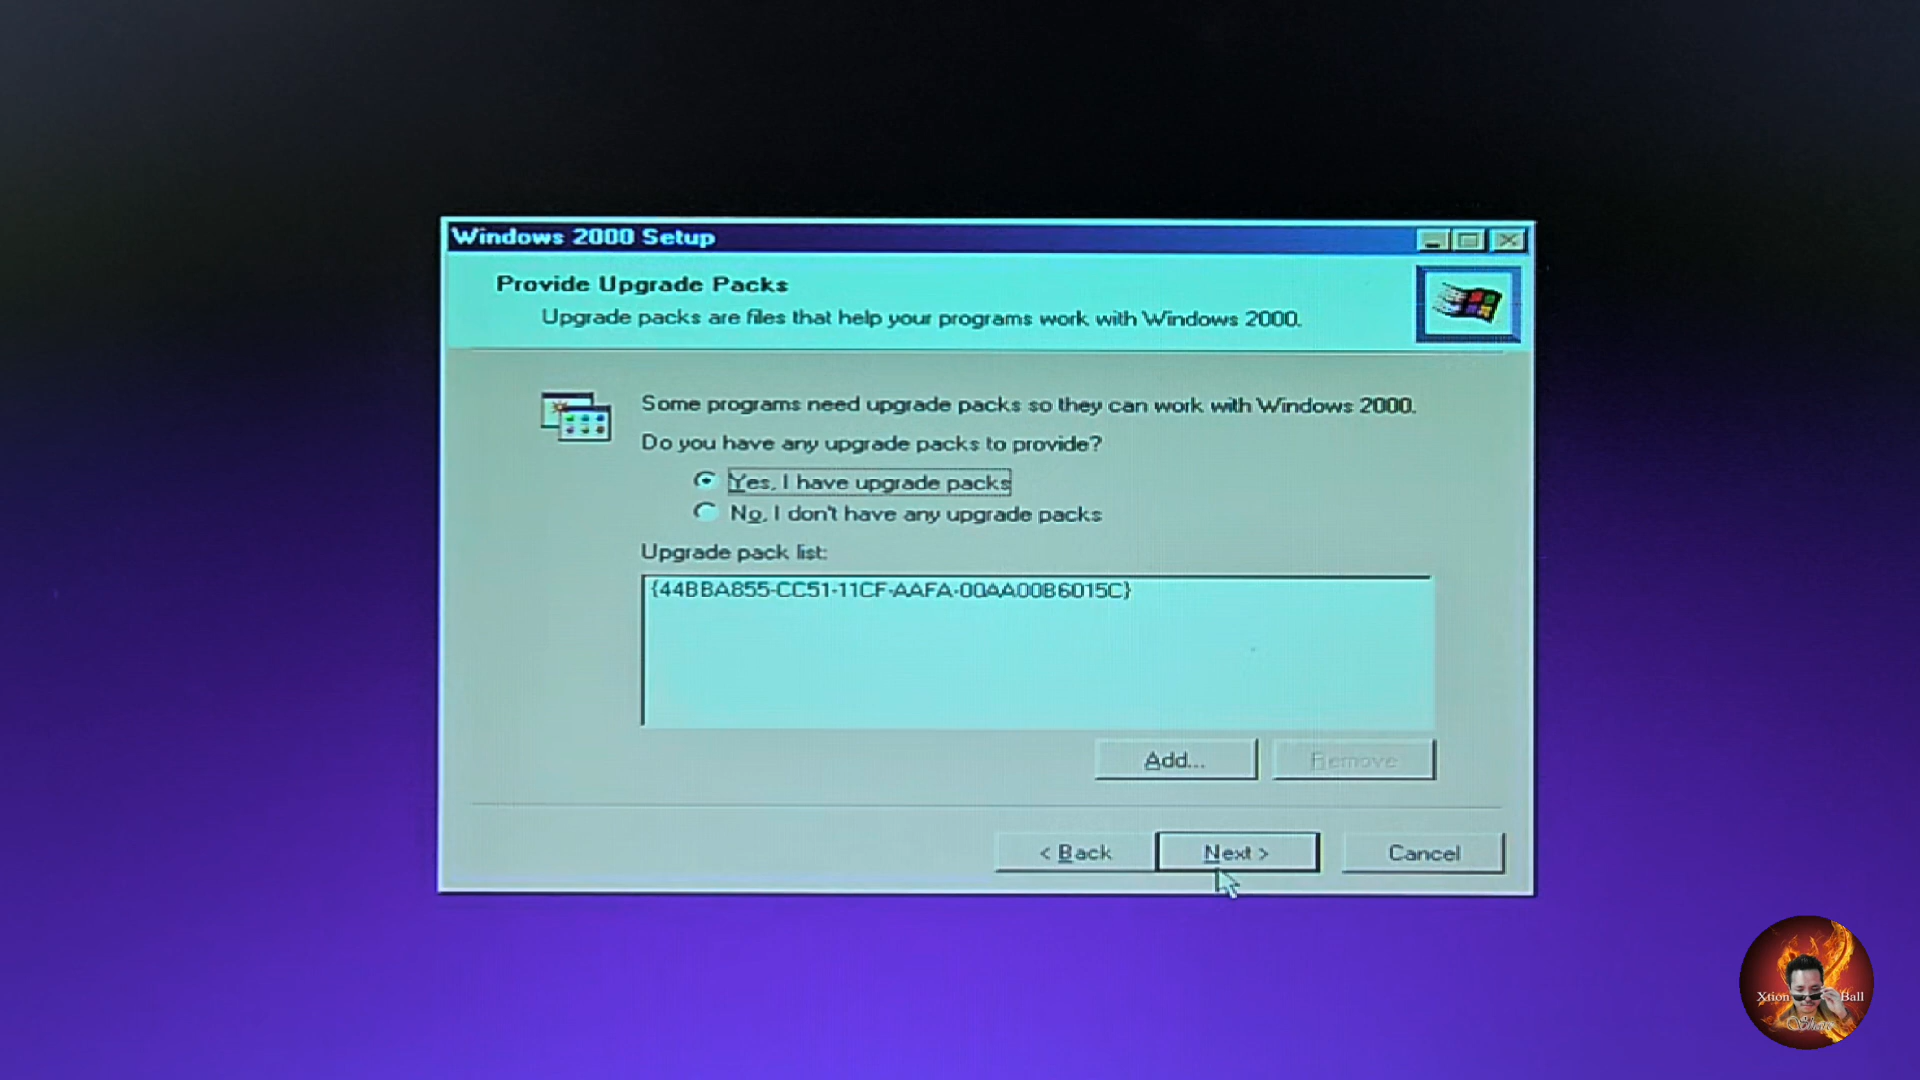 Windows 2000 Setup
Provide Upgrade Packs
Upgrade packs are files that help your programs work with Windows 2000.
Some programs need upgrade packs so they can work with Windows 2000.
Do you have any upgrade packs to provide?
Yes, I have upgrade packs
No, I don't have any upgrade packs
Upgrade pack list:
{44BBA855-CC51-11CF-AAFA-00AA00B6015C}
Add...
Remove
< Back
Next >
Cancel
Xtion Ball
Share